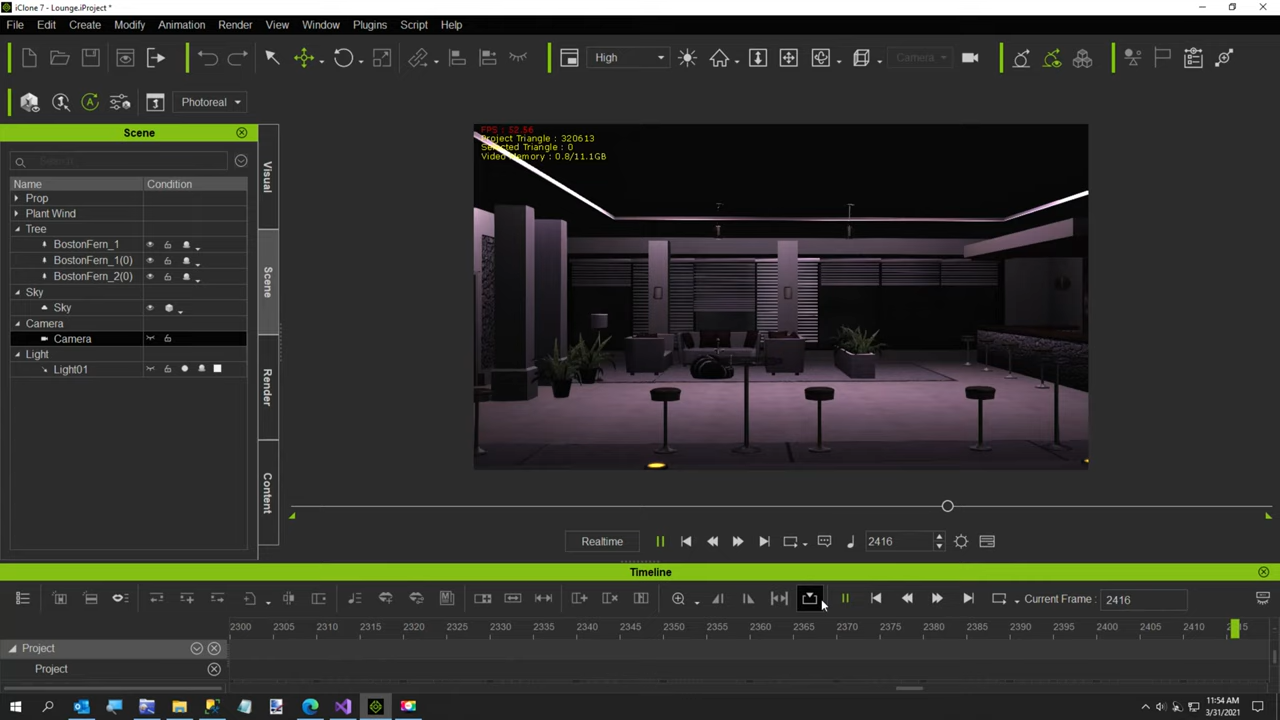 iClone 7 - Lounge.iProject *
File Edit Create Modify Animation Render View Window Plugins Script Help
High
Camera
Photoreal
Scene
Name Condition
Prop
Plant Wind
Tree
BostonFern_1
BostonFern_1(0)
BostonFern_2(0)
Sky
Sky
Camera
Camera
Light
Light01
Visual
Scene
Render
Content
FPS : 52.56
Project Triangle : 320613
Selected Triangle : 0
Video Memory : 0.8/11.1GB
Realtime
2416
Timeline
Current Frame : 2416
2300 2305 2310 2315 2320 2325 2330 2335 2340 2345 2350 2355 2360 2365 2370 2375 2380 2385 2390 2395 2400 2405 2410
Project
Project
11:54 AM
3/31/2021